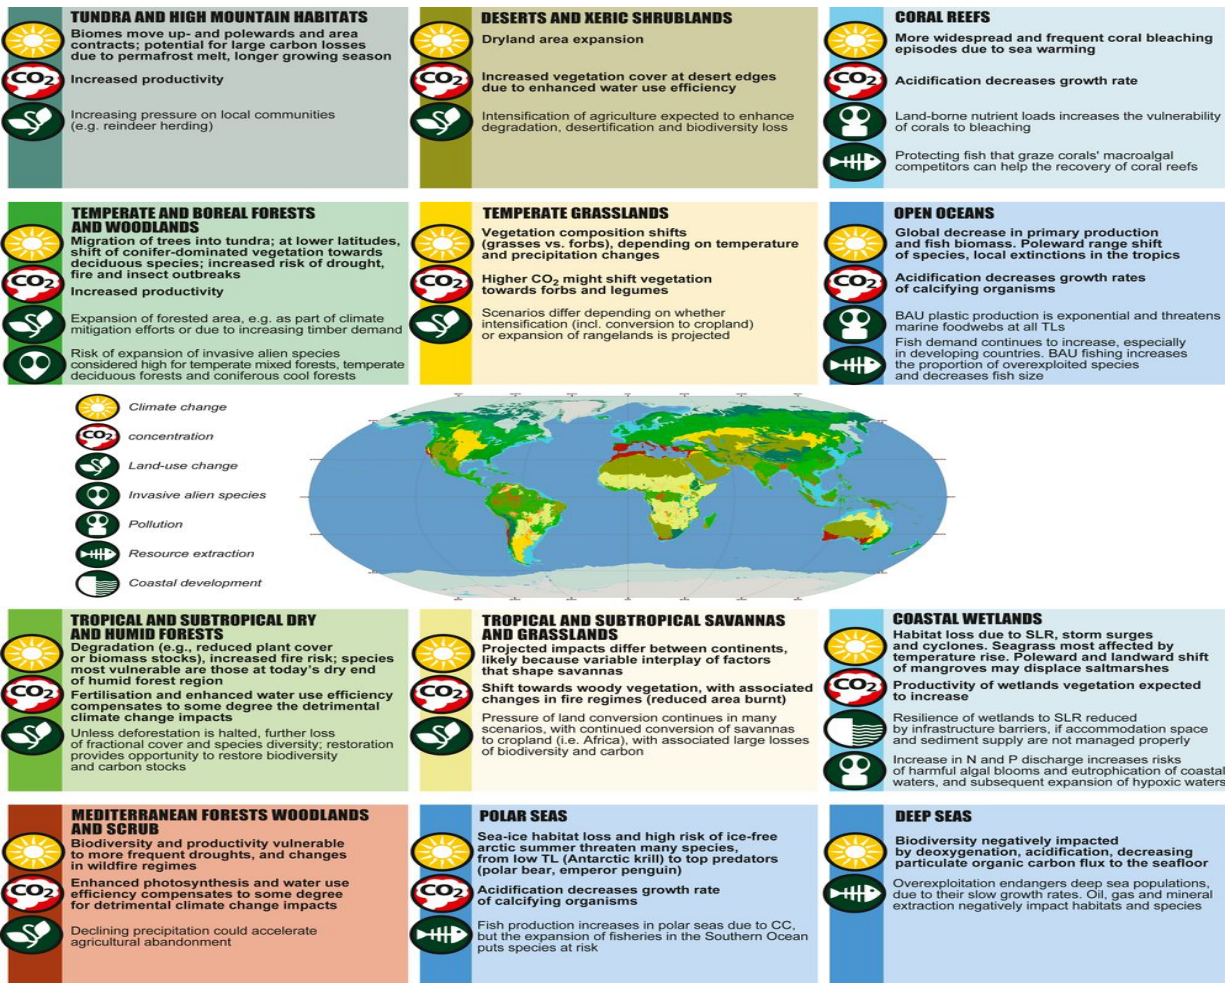 TUNDRA AND HIGH MOUNTAIN HABITATS
Biomes move up- and polewards and area
contracts; potential for large carbon losses
due to permafrost melt, longer growing season
CO2
Increased productivity
Increasing pressure on local communities
(e.g. reindeer herding)
DESERTS AND XERIC SHRUBLANDS
Dryland area expansion
CO2
Increased vegetation cover at desert edges
due to enhanced water use efficiency
Intensification of agriculture expected to enhance
degradation, desertification and biodiversity loss
CORAL REEFS
More widespread and frequent coral bleaching
episodes due to sea warming
CO2
Acidification decreases growth rate
Land-borne nutrient loads increases the vulnerability
of corals to bleaching
Protecting fish that graze corals' macroalgal
competitors can help the recovery of coral reefs
TEMPERATE AND BOREAL FORESTS
AND WOODLANDS
Migration of trees into tundra; at lower latitudes,
shift of conifer-dominated vegetation towards
deciduous species; increased risk of drought,
fire and insect outbreaks
CO2
Increased productivity
Expansion of forested area, e.g. as part of climate
mitigation efforts or due to increasing timber demand
Risk of expansion of invasive alien species
considered high for temperate mixed forests, temperate
deciduous forests and coniferous cool forests
TEMPERATE GRASSLANDS
Vegetation composition shifts
(grasses vs. forbs), depending on temperature
and precipitation changes
CO2
Higher CO2 might shift vegetation
towards forbs and legumes
Scenarios differ depending on whether
intensification (incl. conversion to cropland)
or expansion of rangelands is projected
OPEN OCEANS
Global decrease in primary production
and fish biomass. Poleward range shift
of species, local extinctions in the tropics
CO2
Acidification decreases growth rates
of calcifying organisms
BAU plastic production is exponential and threatens
marine foodwebs at all TLs
Fish demand continues to increase, especially
in developing countries. BAU fishing increases
the proportion of overexploited species
and decreases fish size
Climate change
CO2
concentration
Land-use change
Invasive alien species
Pollution
Resource extraction
Coastal development
TROPICAL AND SUBTROPICAL DRY
AND HUMID FORESTS
Degradation (e.g., reduced plant cover
or biomass stocks), increased fire risk; species
most vulnerable are those at today's dry end
of humid forest region
CO2
Fertilisation and enhanced water use efficiency
compensates to some degree the detrimental
climate change impacts
Unless deforestation is halted, further loss
of fractional cover and species diversity; restoration
provides opportunity to restore biodiversity
and carbon stocks
TROPICAL AND SUBTROPICAL SAVANNAS
AND GRASSLANDS
Projected impacts differ between continents,
likely because variable interplay of factors
that shape savannas
CO2
Shift towards woody vegetation, with associated
changes in fire regimes (reduced area burnt)
Pressure of land conversion continues in many
scenarios, with continued conversion of savannas
to cropland (i.e. Africa), with associated large losses
of biodiversity and carbon
COASTAL WETLANDS
Habitat loss due to SLR, storm surges
and cyclones. Seagrass most affected by
temperature rise. Poleward and landward shift
of mangroves may displace saltmarshes
CO2
Productivity of wetlands vegetation expected
to increase
Resilience of wetlands to SLR reduced
by infrastructure barriers, if accommodation space
and sediment supply are not managed properly
Increase in N and P discharge increases risks
of harmful algal blooms and eutrophication of coastal
waters, and subsequent expansion of hypoxic waters
MEDITERRANEAN FORESTS WOODLANDS
AND SCRUB
Biodiversity and productivity vulnerable
to more frequent droughts, and changes
in wildfire regimes
CO2
Enhanced photosynthesis and water use
efficiency compensates to some degree
for detrimental climate change impacts
Declining precipitation could accelerate
agricultural abandonment
POLAR SEAS
Sea-ice habitat loss and high risk of ice-free
arctic summer threaten many species,
from low TL (Antarctic krill) to top predators
(polar bear, emperor penguin)
CO2
Acidification decreases growth rate
of calcifying organisms
Fish production increases in polar seas due to CC,
but the expansion of fisheries in the Southern Ocean
puts species at risk
DEEP SEAS
Biodiversity negatively impacted
by deoxygenation, acidification, decreasing
particulate organic carbon flux to the seafloor
Overexploitation endangers deep sea populations,
due to their slow growth rates. Oil, gas and mineral
extraction negatively impact habitats and species